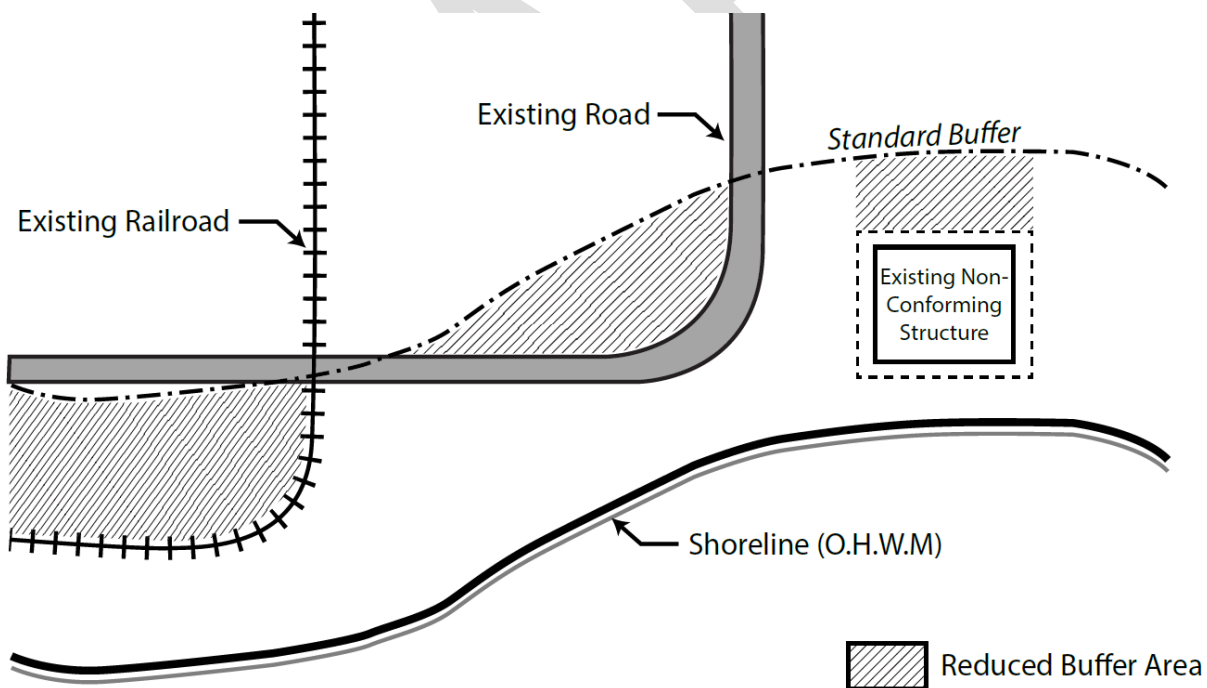 Existing Road
Standard Buffer
Existing Railroad
Existing Non-
Conforming
Structure
Shoreline (O.H.W.M)
Reduced Buffer Area